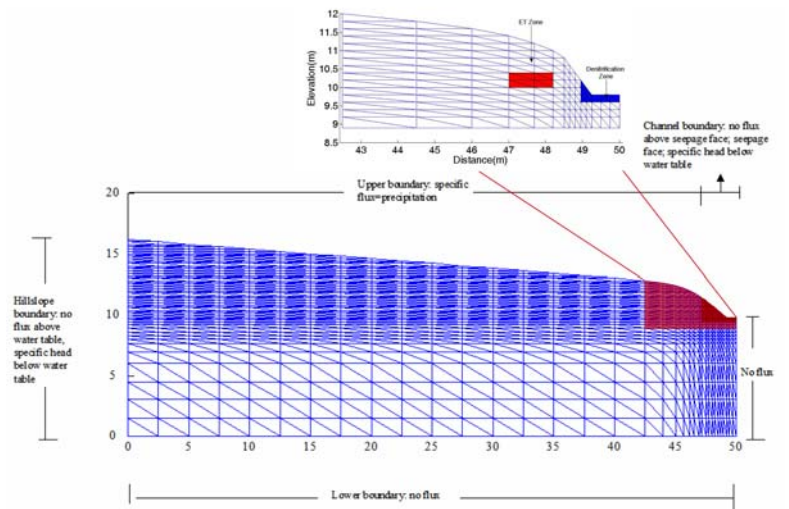 12
11.5
11
10.5
10
9.5
9
8.5
Elevation(m)
ET Zone
Denitrification
Zone
43 44 45 46 47 48 49 50
Distance(m)
Channel boundary: no flux
above seepage face; seepage
face; specific head below
water table
Upper boundary: specific
flux=precipitation
20
15
10
5
0
Hillslope
boundary: no
flux above
water table,
specific head
below water
table
No flux
0 5 10 15 20 25 30 35 40 45 50
Lower boundary: no flux